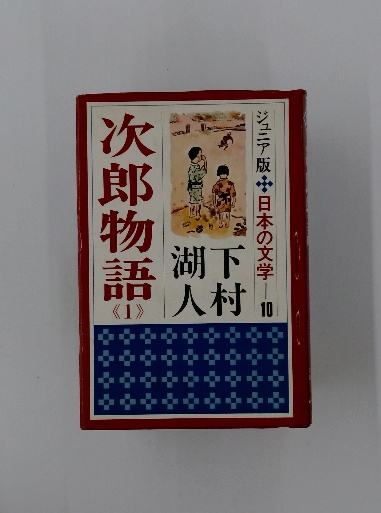 ジュニア版✣日本の文学—10
下村
湖人
次郎物語
《1》